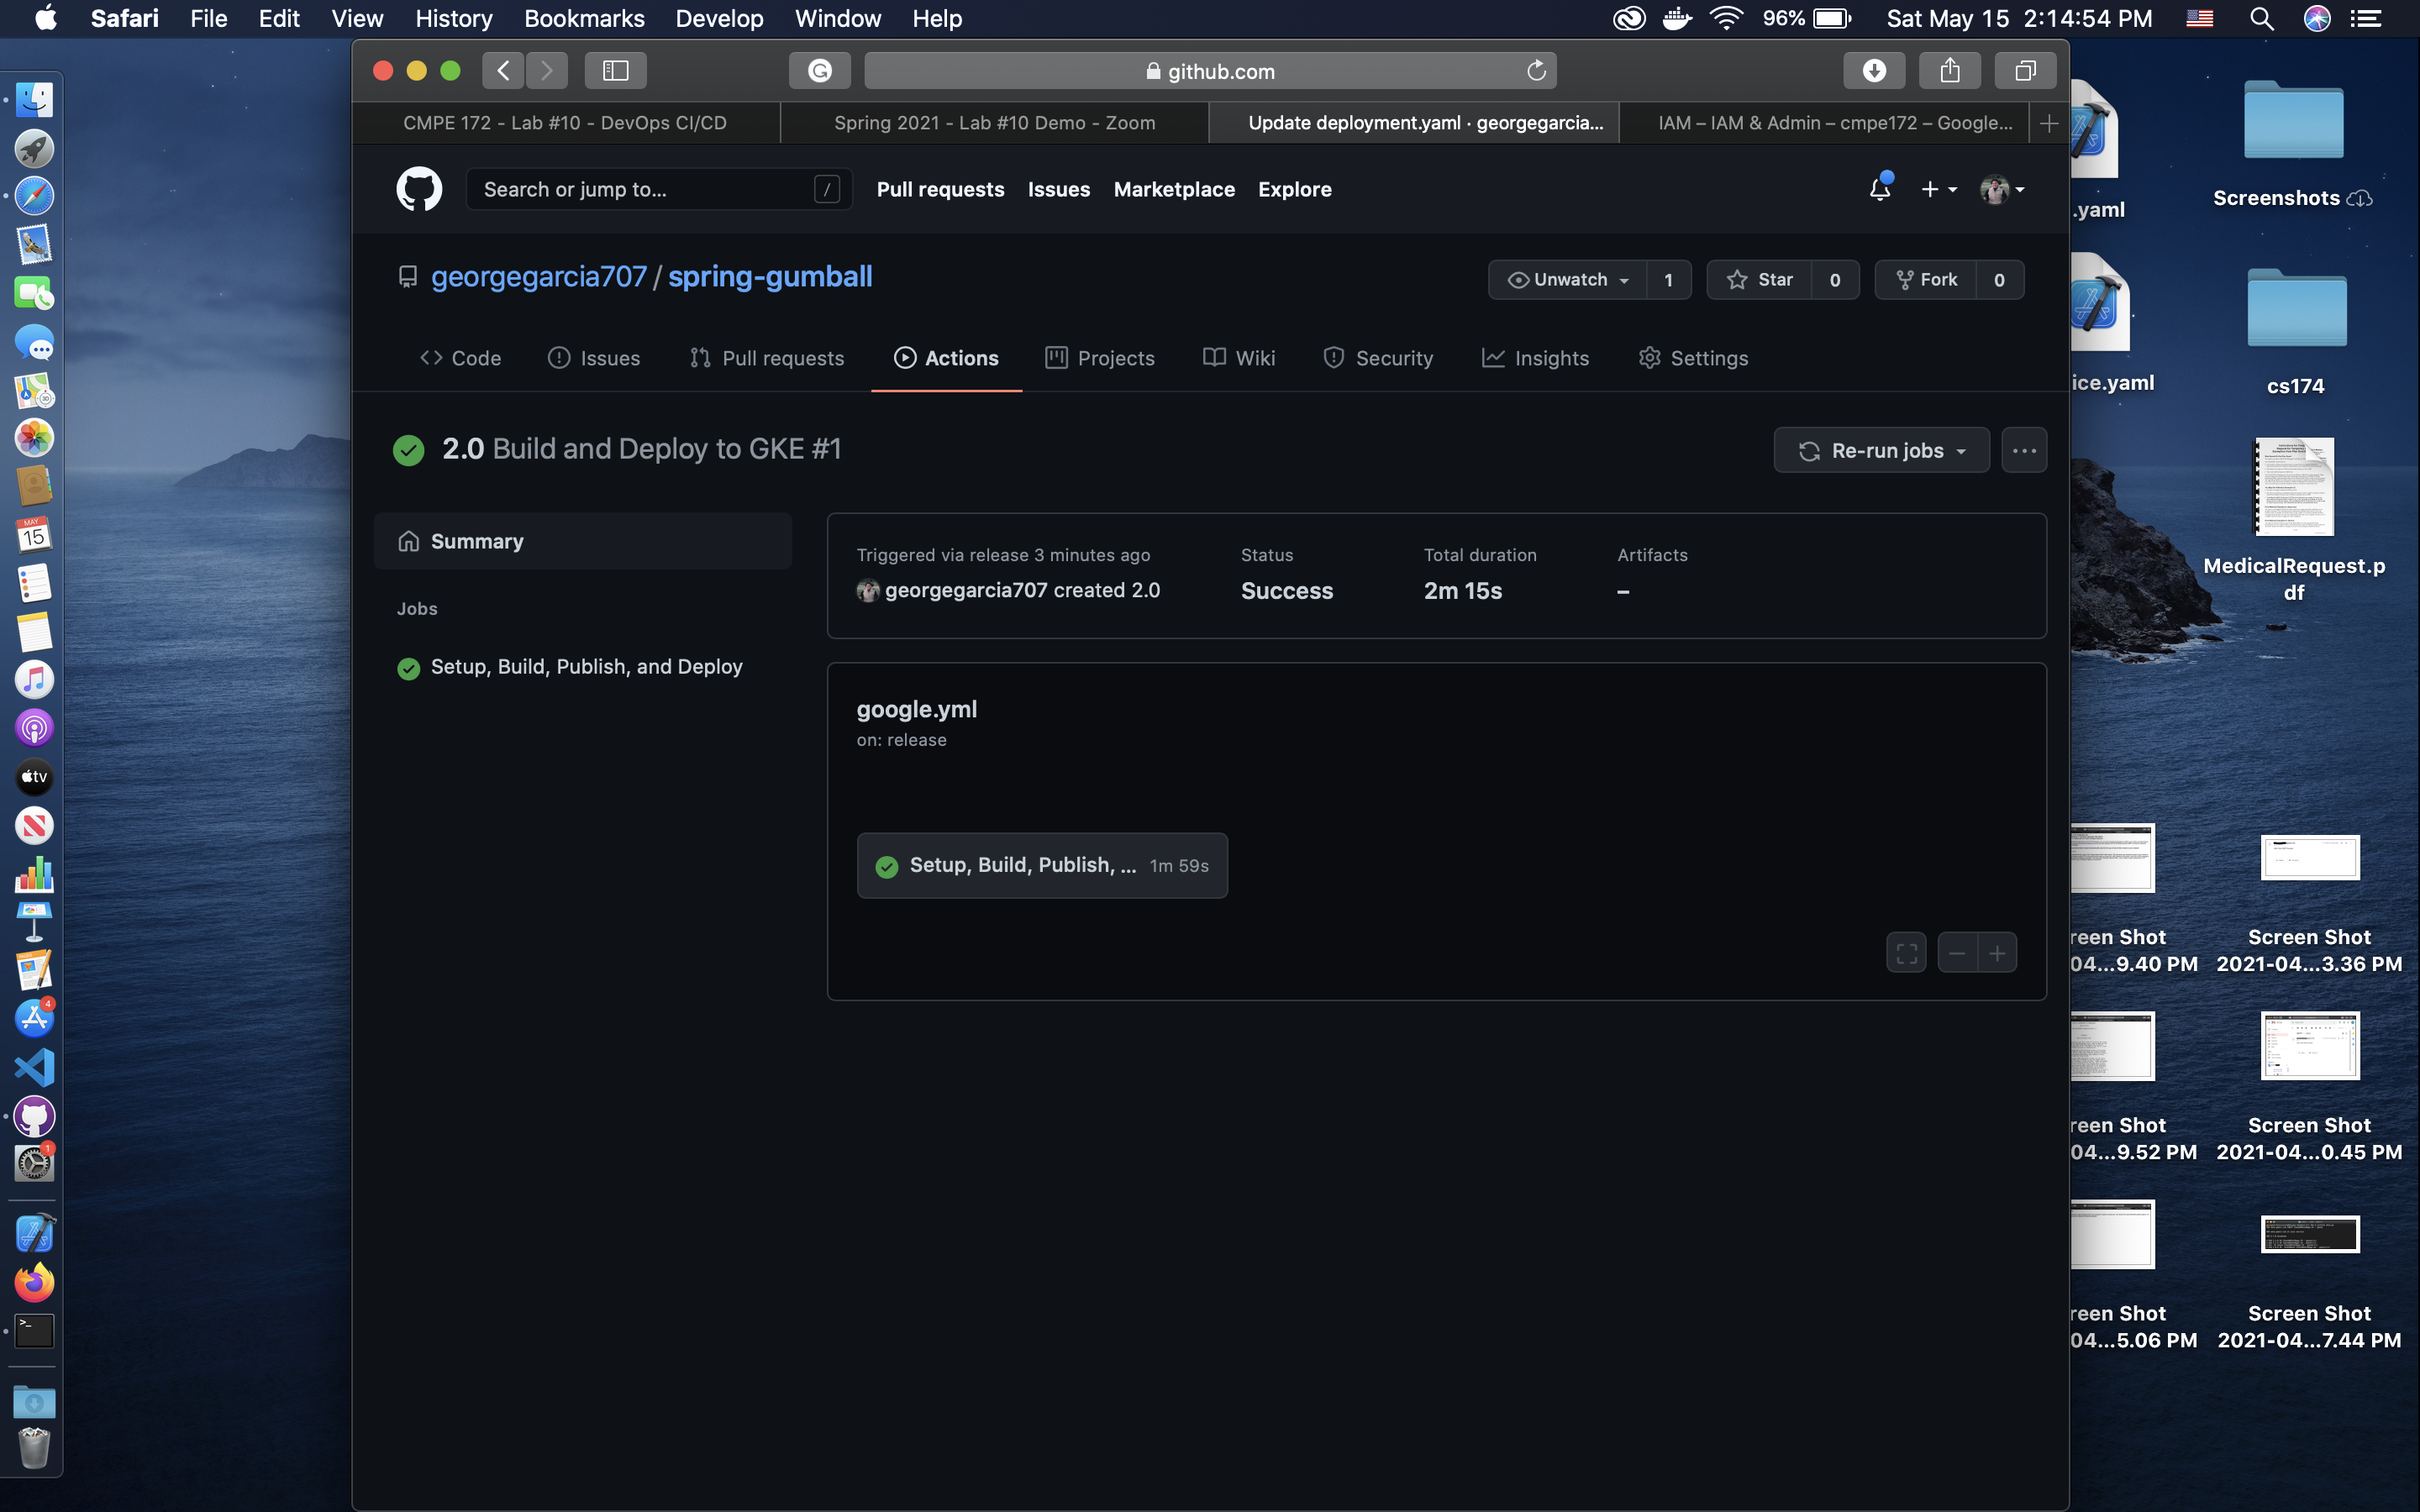 Safari File Edit View History Bookmarks Develop Window Help
96% Sat May 15 2:14:54 PM
github.com
CMPE 172 - Lab #10 - DevOps CI/CD
Spring 2021 - Lab #10 Demo - Zoom
Update deployment.yaml · georgegarcia...
IAM – IAM & Admin – cmpe172 – Google...
Search or jump to... /
Pull requests Issues Marketplace Explore
georgegarcia707 / spring-gumball
Unwatch 1 Star 0 Fork 0
Code Issues Pull requests Actions Projects Wiki Security Insights Settings
2.0 Build and Deploy to GKE #1
Re-run jobs
Summary
Jobs
Setup, Build, Publish, and Deploy
Triggered via release 3 minutes ago
georgegarcia707 created 2.0
Status
Success
Total duration
2m 15s
Artifacts
–
google.yml
on: release
Setup, Build, Publish, ... 1m 59s
.yaml
Screenshots
ice.yaml
cs174
MedicalRequest.p
df
reen Shot
04...9.40 PM
Screen Shot
2021-04...3.36 PM
reen Shot
04...9.52 PM
Screen Shot
2021-04...0.45 PM
reen Shot
04...5.06 PM
Screen Shot
2021-04...7.44 PM
MAY
15
tv
4
1